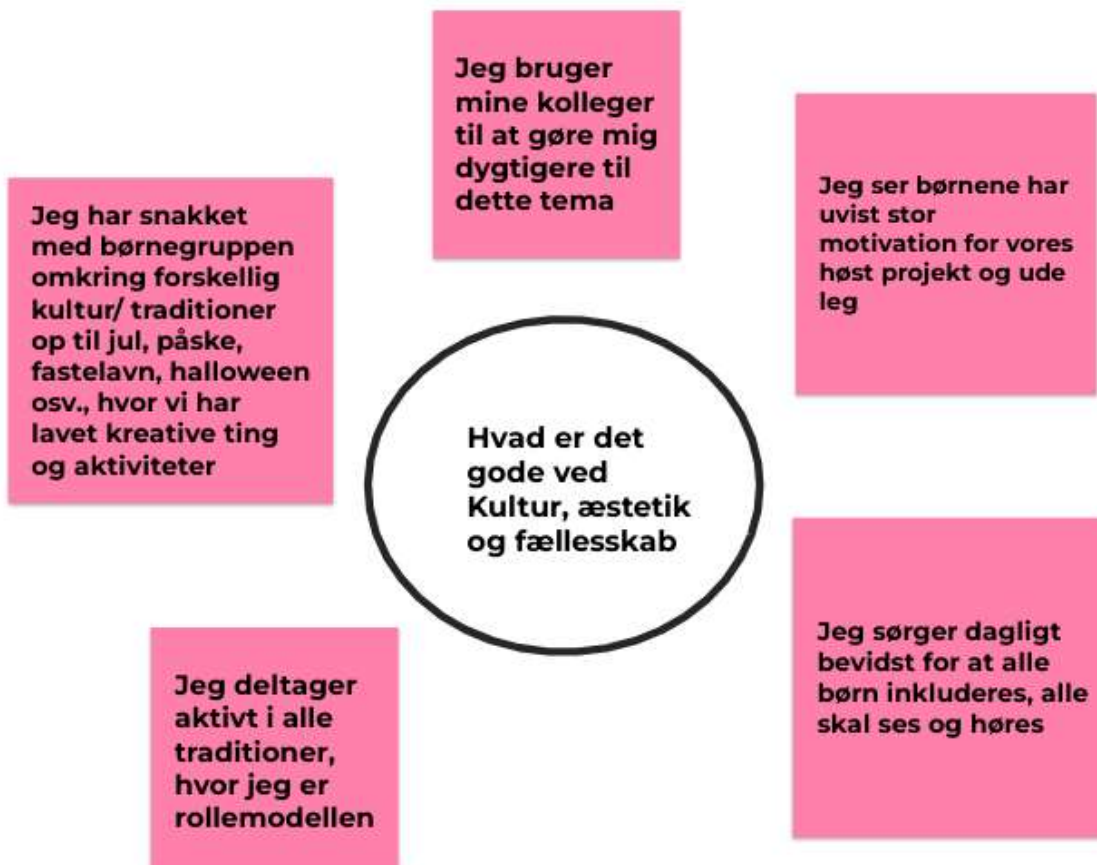 Jeg bruger
mine kolleger
til at gøre mig
dygtigere til
dette tema
Jeg ser børnene har
uvist stor
motivation for vores
høst projekt og ude
leg
Jeg har snakket
med børnegruppen
omkring forskellig
kultur/ traditioner
op til jul, påske,
fastelavn, halloween
osv., hvor vi har
lavet kreative ting
og aktiviteter
Hvad er det
gode ved
Kultur, æstetik
og fællesskab
Jeg sørger dagligt
bevidst for at alle
børn inkluderes, alle
skal ses og høres
Jeg deltager
aktivt i alle
traditioner,
hvor jeg er
rollemodellen